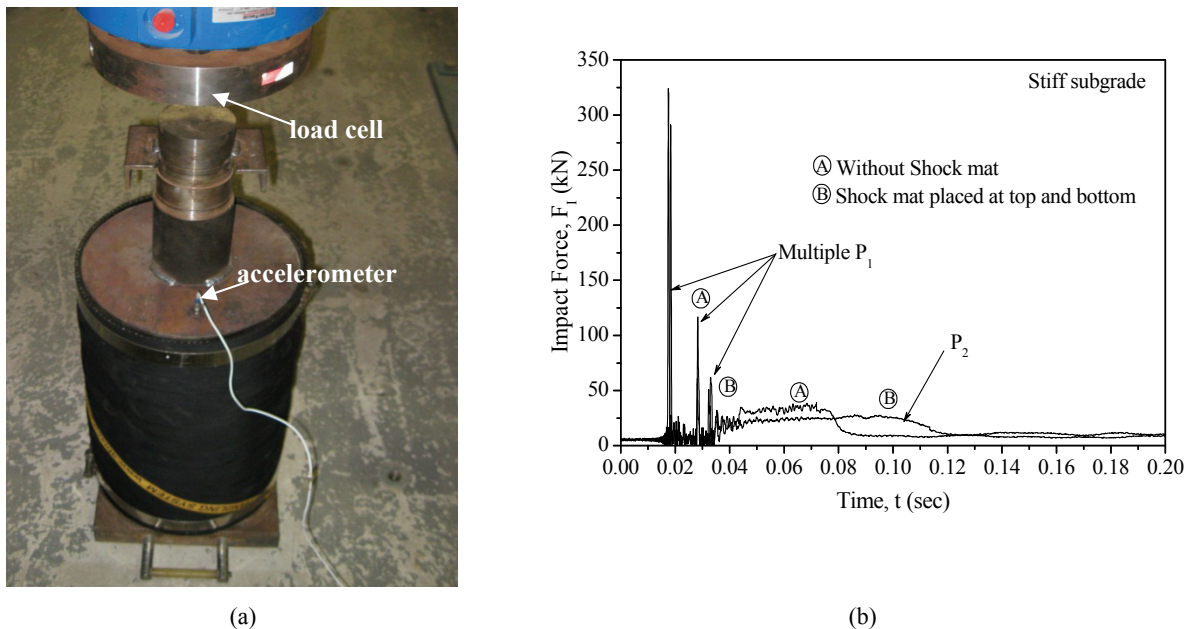 load cell
accelerometer
(a)
Stiff subgrade
Ⓐ Without Shock mat
Ⓑ Shock mat placed at top and bottom
Multiple P₁
Ⓐ
Ⓑ
Ⓐ
Ⓑ
P₂
350
300
250
200
150
100
50
0
Impact Force, F_I (kN)
0.00 0.02 0.04 0.06 0.08 0.10 0.12 0.14 0.16 0.18 0.20
Time, t (sec)
(b)